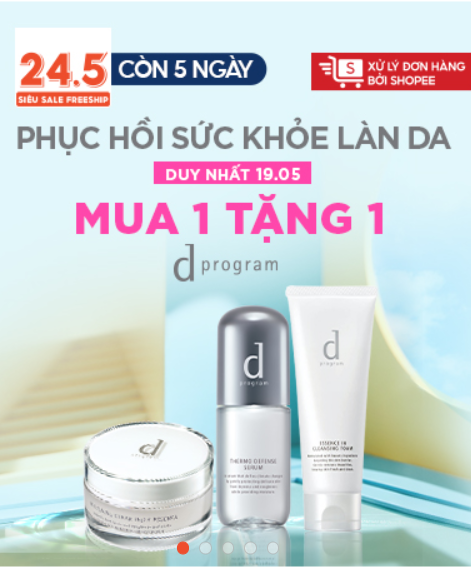 24.5
SIÊU SALE FREESHIP
CÒN 5 NGÀY
S
XỬ LÝ ĐƠN HÀNG
BỞI SHOPEE
PHỤC HỒI SỨC KHỎE LÀN DA
DUY NHẤT 19.05
MUA 1 TẶNG 1
d program
d
program
d
program
THERMO DEFENSE
SERUM
d
program
ESSENCE IN
CLEANSING FOAM